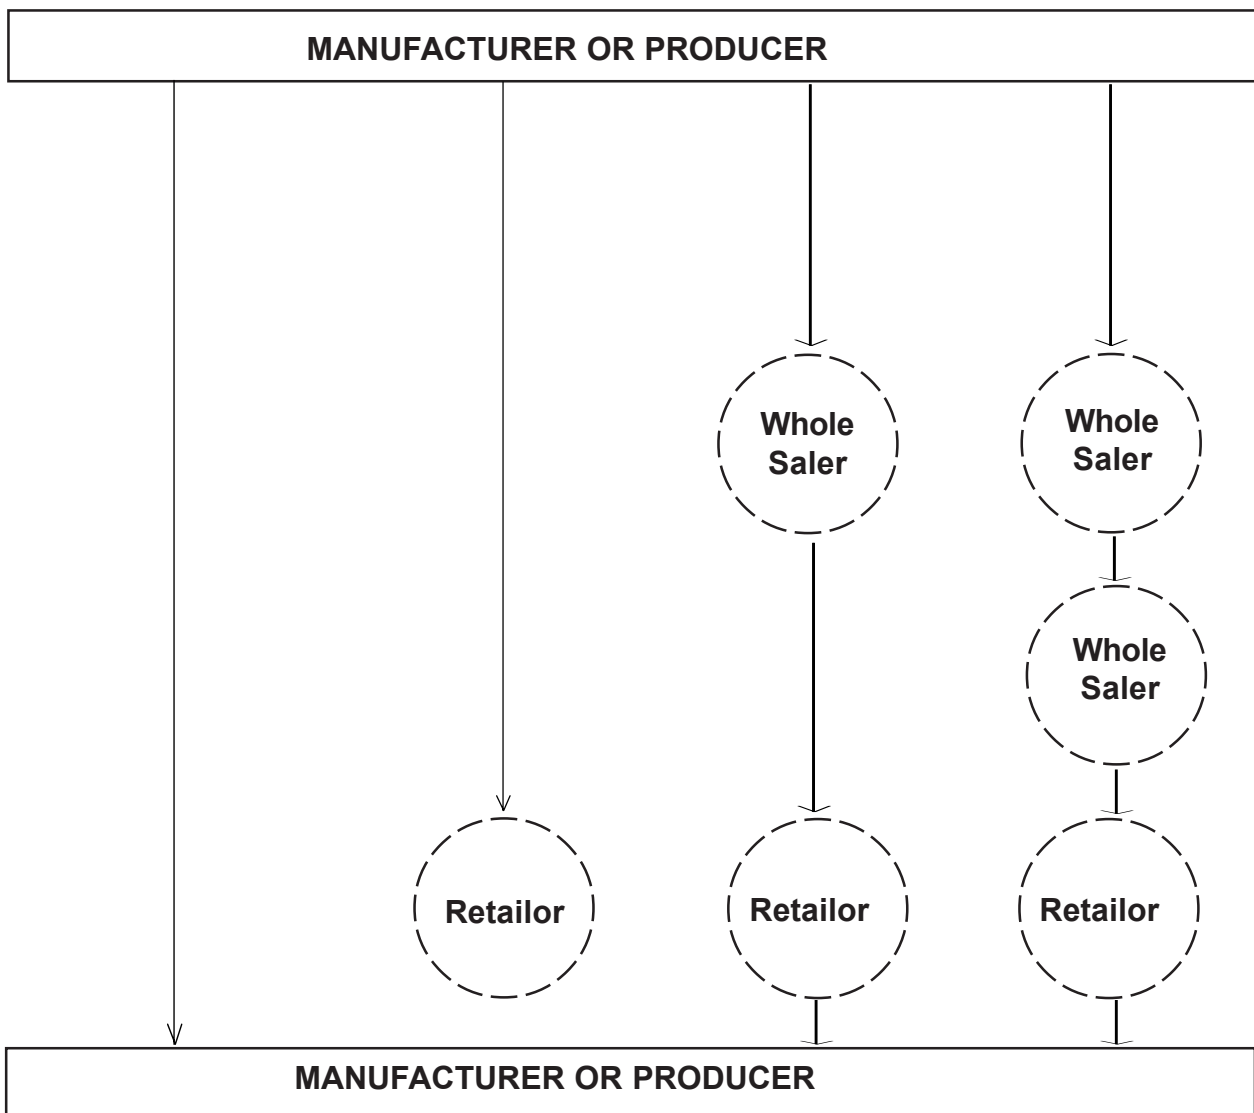 MANUFACTURER OR PRODUCER
Whole
Saler
Whole
Saler
Whole
Saler
Retailor
Retailor
Retailor
MANUFACTURER OR PRODUCER